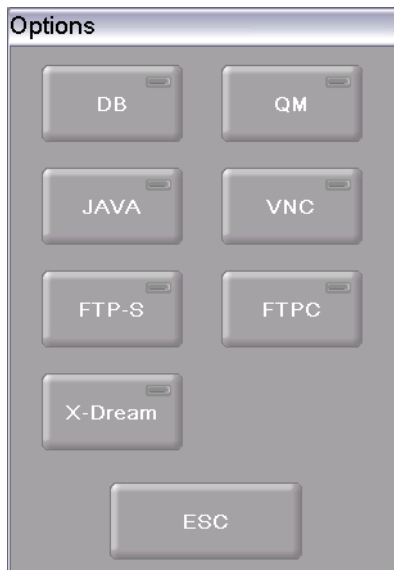 Options
DB
QM
JAVA
VNC
FTP-S
FTPC
X-Dream
ESC